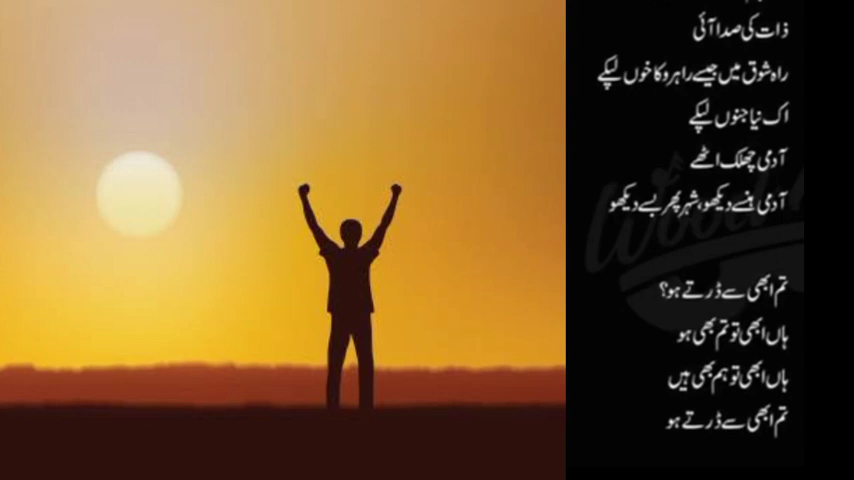 ذات کی صدا آئی
راہ شوق میں جیسے راہرو کا خوں لپکے
اک نیا جنوں لپکے
آدمی چھلک اٹھے
آدمی ہنسے دیکھو، شہر پھر بسے دیکھو
تم ابھی سے ڈرتے ہو؟
ہاں ابھی تو تم بھی ہو
ہاں ابھی تو ہم بھی ہیں
تم ابھی سے ڈرتے ہو